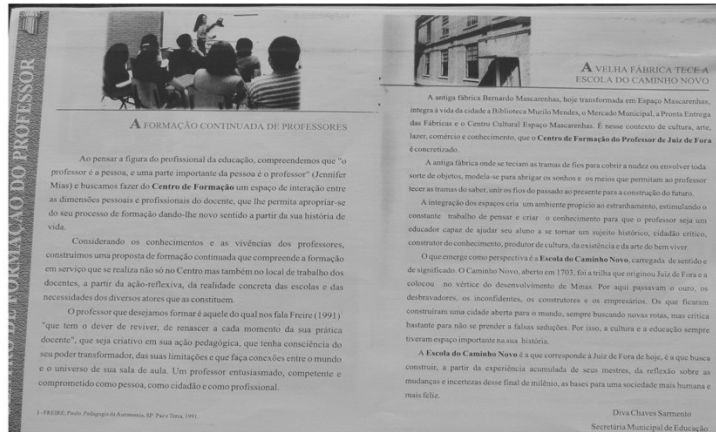 CENTRO DE FORMAÇÃO DO PROFESSOR
A FORMAÇÃO CONTINUADA DE PROFESSORES
Ao pensar a figura do profissional da educação, compreendemos que "o
professor é a pessoa, e uma parte importante da pessoa é o professor" (Jennifer
Mias) e buscamos fazer do Centro de Formação um espaço de interação entre
as dimensões pessoais e profissionais do docente, que lhe permita apropriar-se
do seu processo de formação dando-lhe novo sentido a partir da sua história de
vida.
Considerando os conhecimentos e as vivências dos professores,
construímos uma proposta de formação continuada que compreende a formação
em serviço que se realiza não só no Centro mas também no local de trabalho dos
docentes, a partir da ação-reflexiva, da realidade concreta das escolas e das
necessidades dos diversos atores que as constituem.
O professor que desejamos formar é aquele do qual nos fala Freire (1991)
"que tem o dever de reviver, de renascer a cada momento da sua prática
docente", que seja criativo em sua ação pedagógica, que tenha consciência do
seu poder transformador, das suas limitações e que faça conexões entre o mundo
e o universo de sua sala de aula. Um professor entusiasmado, competente e
comprometido como pessoa, como cidadão e como profissional.
1 - FREIRE, Paulo. Pedagogia da Autonomia. SP. Paz e Terra, 1991.
A VELHA FÁBRICA TECE A
ESCOLA DO CAMINHO NOVO
A antiga fábrica Bernardo Mascarenhas, hoje transformada em Espaço Mascarenhas,
integra à vida da cidade a Biblioteca Murilo Mendes, o Mercado Municipal, a Pronta Entrega
das Fábricas e o Centro Cultural Espaço Mascarenhas. É nesse contexto de cultura, arte,
lazer, comércio e conhecimento, que o Centro de Formação do Professor de Juiz de Fora
é concretizado.
A antiga fábrica onde se teciam as tramas de fios para cobrir a nudez ou envolver toda
sorte de objetos, modela-se para abrigar os sonhos e os meios que permitam ao professor
tecer as tramas do saber, unir os fios do passado ao presente para a construção do futuro.
A integração dos espaços cria um ambiente propício ao estranhamento, estimulando o
constante trabalho de pensar e criar o conhecimento para que o professor seja um
educador capaz de ajudar seu aluno a se tornar um sujeito histórico, cidadão crítico,
construtor do conhecimento, produtor de cultura, da existência e da arte do bem viver.
O que emerge como perspectiva é a Escola do Caminho Novo, carregada de sentido e
de significado. O Caminho Novo, aberto em 1703, foi a trilha que originou Juiz de Fora e a
colocou no vértice do desenvolvimento de Minas. Por aqui passavam o ouro, os
desbravadores, os inconfidentes, os construtores e os empresários. Os que ficaram
construíram uma cidade aberta para o mundo, sempre buscando novas rotas, mas crítica
bastante para não se prender a falsas seduções. Por isso, a cultura e a educação sempre
tiveram espaço importante na sua história.
A Escola do Caminho Novo é a que corresponde à Juiz de Fora de hoje, é a que busca
construir, a partir da experiência acumulada de seus mestres, da reflexão sobre as
mudanças e incertezas desse final de milênio, as bases para uma sociedade mais humana e
mais feliz.
Diva Chaves Sarmento
Secretária Municipal de Educação